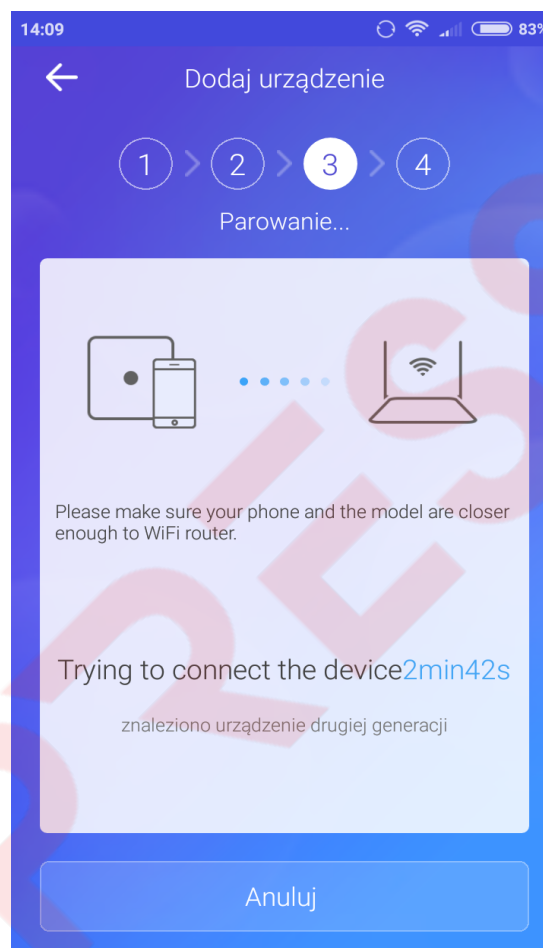 14:09
83%
Dodaj urządzenie
1 > 2 > 3 > 4
Parowanie...
Please make sure your phone and the model are closer
enough to WiFi router.
Trying to connect the device2min42s
znaleziono urządzenie drugiej generacji
Anuluj